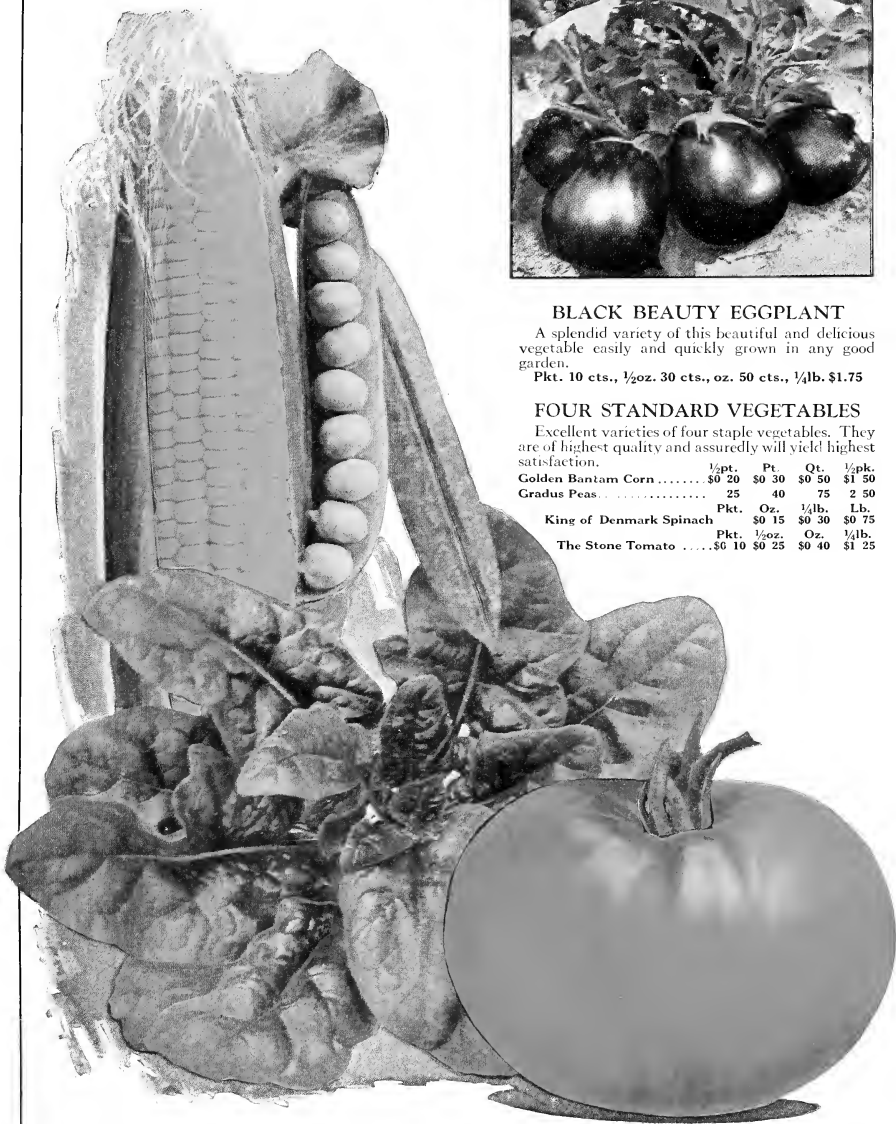 BLACK BEAUTY EGGPLANT
A splendid variety of this beautiful and delicious
vegetable easily and quickly grown in any good
garden.
Pkt. 10 cts., ½oz. 30 cts., oz. 50 cts., ¼lb. $1.75
FOUR STANDARD VEGETABLES
Excellent varieties of four staple vegetables. They
are of highest quality and assuredly will yield highest
satisfaction.
½pt. Pt. Qt. ½pk.
Golden Bantam Corn ........ $0 20 $0 30 $0 50 $1 50
Gradus Peas. ............... 25 40 75 2 50
Pkt. Oz. ¼lb. Lb.
King of Denmark Spinach $0 15 $0 30 $0 75
Pkt. ½oz. Oz. ¼lb.
The Stone Tomato .....$0 10 $0 25 $0 40 $1 25